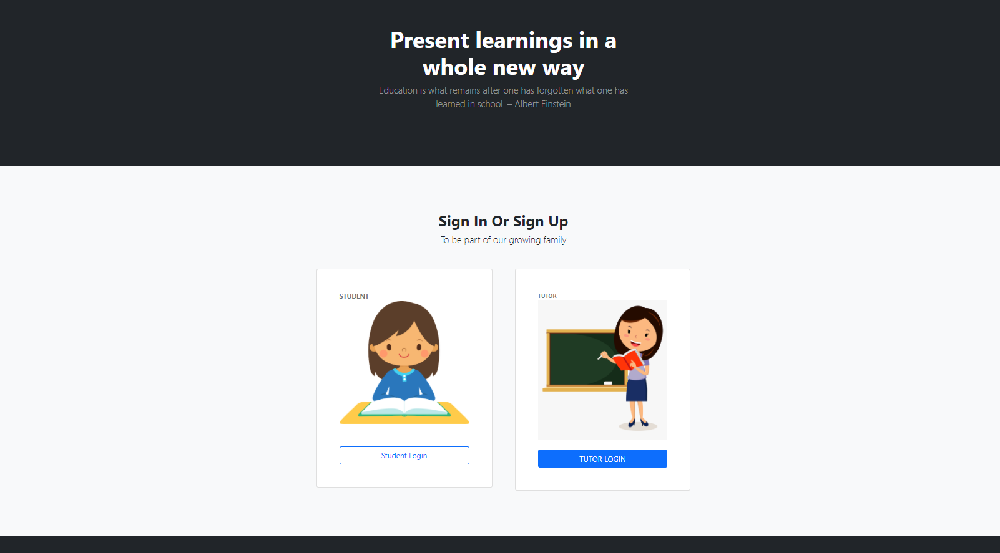 Present learnings in a
whole new way
Education is what remains after one has forgotten what one has
learned in school. – Albert Einstein
Sign In Or Sign Up
To be part of our growing family
STUDENT
Student Login
TUTOR
TUTOR LOGIN